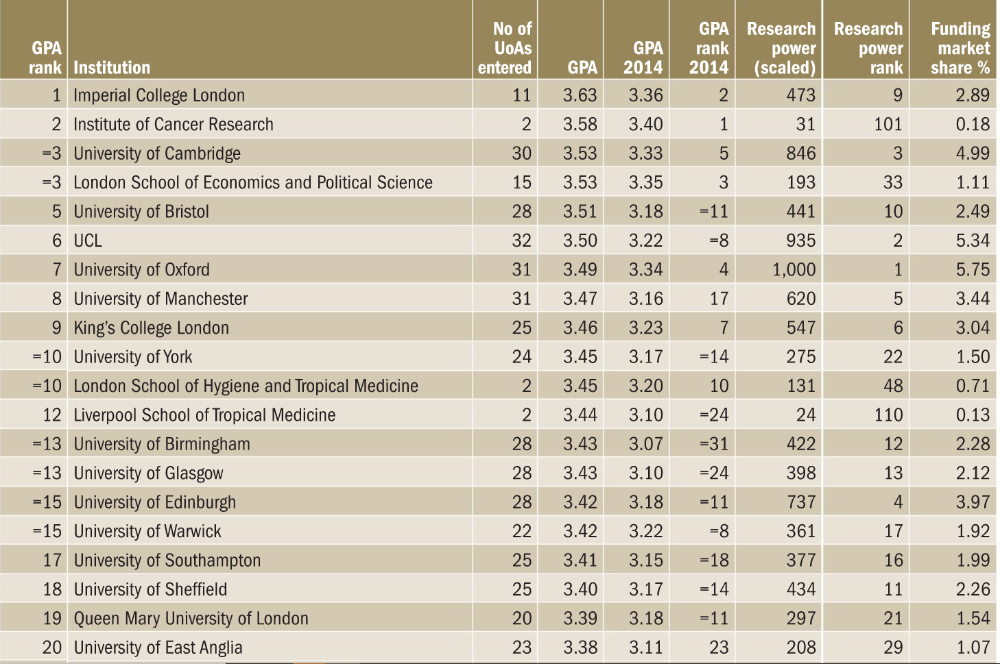 GPA rank Institution No of UoAs entered GPA GPA 2014 GPA rank 2014 Research power (scaled) Research power rank Funding market share %
1 Imperial College London 11 3.63 3.36 2 473 9 2.89
2 Institute of Cancer Research 2 3.58 3.40 1 31 101 0.18
=3 University of Cambridge 30 3.53 3.33 5 846 3 4.99
=3 London School of Economics and Political Science 15 3.53 3.35 3 193 33 1.11
5 University of Bristol 28 3.51 3.18 =11 441 10 2.49
6 UCL 32 3.50 3.22 =8 935 2 5.34
7 University of Oxford 31 3.49 3.34 4 1,000 1 5.75
8 University of Manchester 31 3.47 3.16 17 620 5 3.44
9 King's College London 25 3.46 3.23 7 547 6 3.04
=10 University of York 24 3.45 3.17 =14 275 22 1.50
=10 London School of Hygiene and Tropical Medicine 2 3.45 3.20 10 131 48 0.71
12 Liverpool School of Tropical Medicine 2 3.44 3.10 =24 24 110 0.13
=13 University of Birmingham 28 3.43 3.07 =31 422 12 2.28
=13 University of Glasgow 28 3.43 3.10 =24 398 13 2.12
=15 University of Edinburgh 28 3.42 3.18 =11 737 4 3.97
=15 University of Warwick 22 3.42 3.22 =8 361 17 1.92
17 University of Southampton 25 3.41 3.15 =18 377 16 1.99
18 University of Sheffield 25 3.40 3.17 =14 434 11 2.26
19 Queen Mary University of London 20 3.39 3.18 =11 297 21 1.54
20 University of East Anglia 23 3.38 3.11 23 208 29 1.07